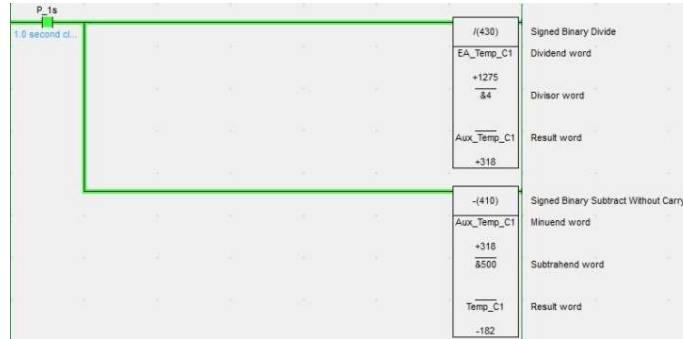 P_1s
1.0 second cl...
/(430) Signed Binary Divide
EA_Temp_C1 Dividend word
+1275
&4 Divisor word
Aux_Temp_C1 Result word
+318
-(410) Signed Binary Subtract Without Carry
Aux_Temp_C1 Minuend word
+318
&500 Subtrahend word
Temp_C1 Result word
-182